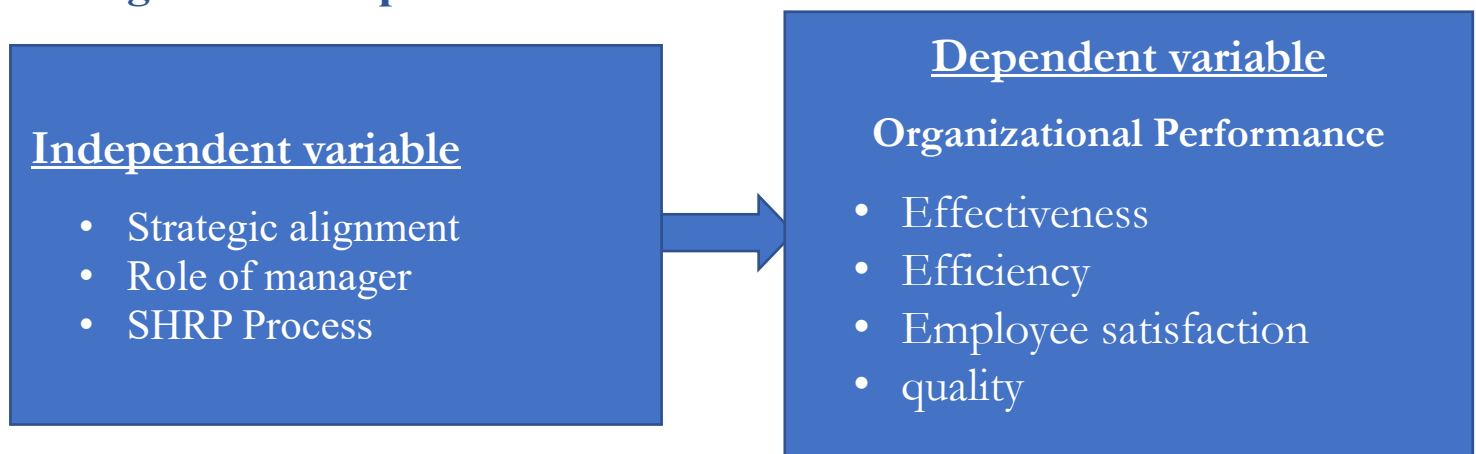 Independent variable
• Strategic alignment
• Role of manager
• SHRP Process
Dependent variable
Organizational Performance
• Effectiveness
• Efficiency
• Employee satisfaction
• quality